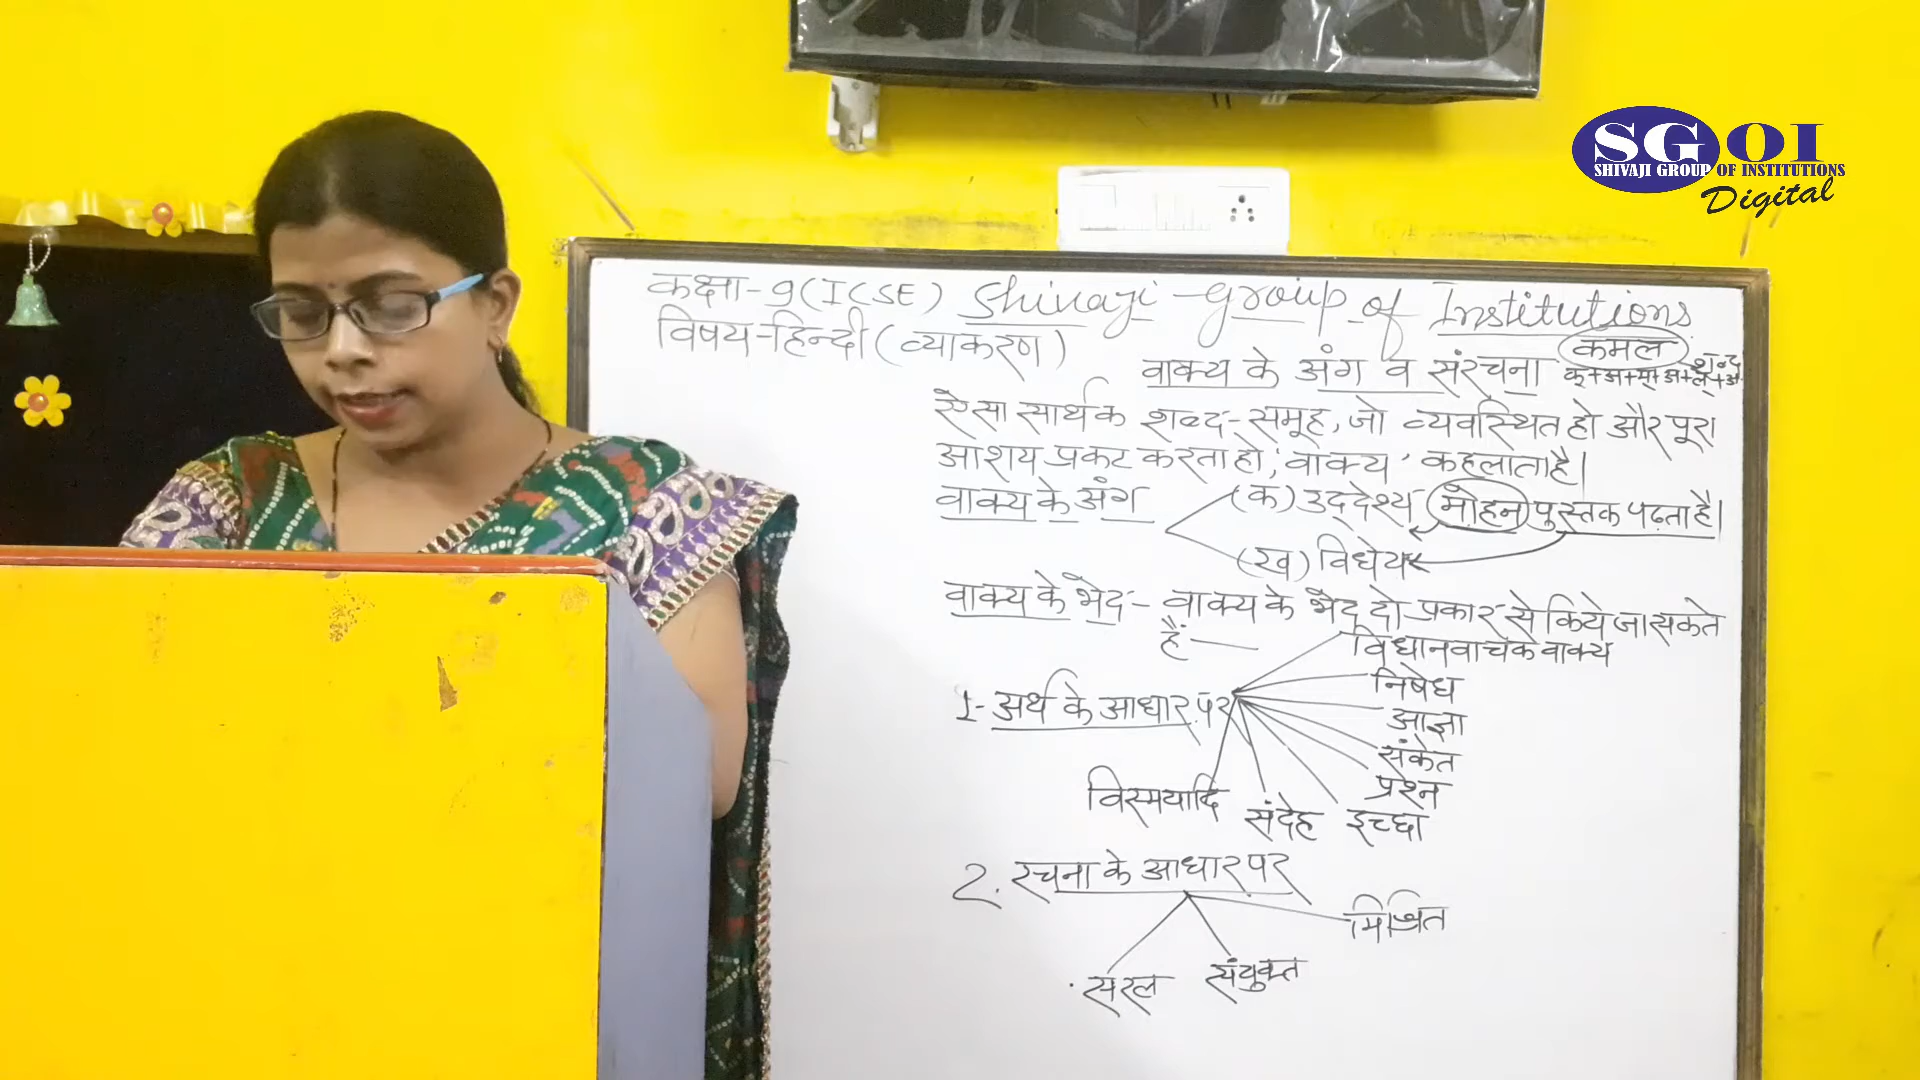 SGOI
SHIVAJI GROUP OF INSTITUTIONS
Digital
कक्षा-9(ICSE) Shivaji Group of Institutions
विषय-हिन्दी(व्याकरण)
वाक्य के अंग व संरचना
कमल शब्द
क्+अ+म्+अ+ल्+अ
ऐसा सार्थक शब्द-समूह, जो व्यवस्थित हो और पूरा
आशय प्रकट करता हो, 'वाक्य' कहलाता है।
वाक्य के अंग
(क) उद्देश्य मोहन पुस्तक पढ़ता है।
(ख) विधेय
वाक्य के भेद- वाक्य के भेद दो प्रकार से किये जा सकते
हैं—
विधानवाचक वाक्य
निषेध
1- अर्थ के आधार पर
आज्ञा
संकेत
प्रश्न
विस्मयादि संदेह इच्छा
2. रचना के आधार पर
मिश्रित
सरल संयुक्त